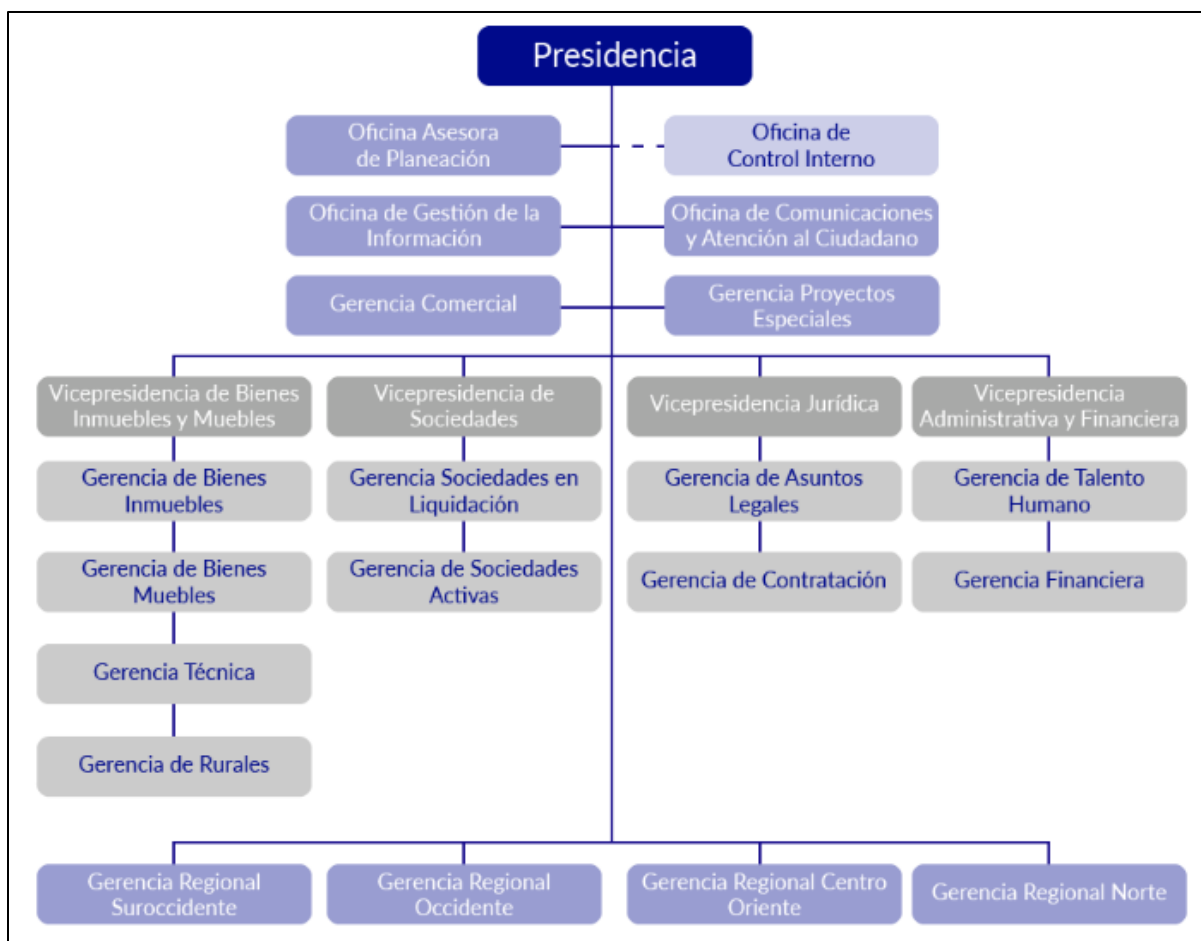 Presidencia
Oficina Asesora
de Planeación
Oficina de
Control Interno
Oficina de Gestión de la
Información
Oficina de Comunicaciones
y Atención al Ciudadano
Gerencia Comercial
Gerencia Proyectos
Especiales
Vicepresidencia de Bienes
Inmuebles y Muebles
Vicepresidencia de
Sociedades
Vicepresidencia Jurídica
Vicepresidencia
Administrativa y Financiera
Gerencia de Bienes
Inmuebles
Gerencia Sociedades en
Liquidación
Gerencia de Asuntos
Legales
Gerencia de Talento
Humano
Gerencia de Bienes
Muebles
Gerencia de Sociedades
Activas
Gerencia de Contratación
Gerencia Financiera
Gerencia Técnica
Gerencia de Rurales
Gerencia Regional
Suroccidente
Gerencia Regional
Occidente
Gerencia Regional Centro
Oriente
Gerencia Regional Norte